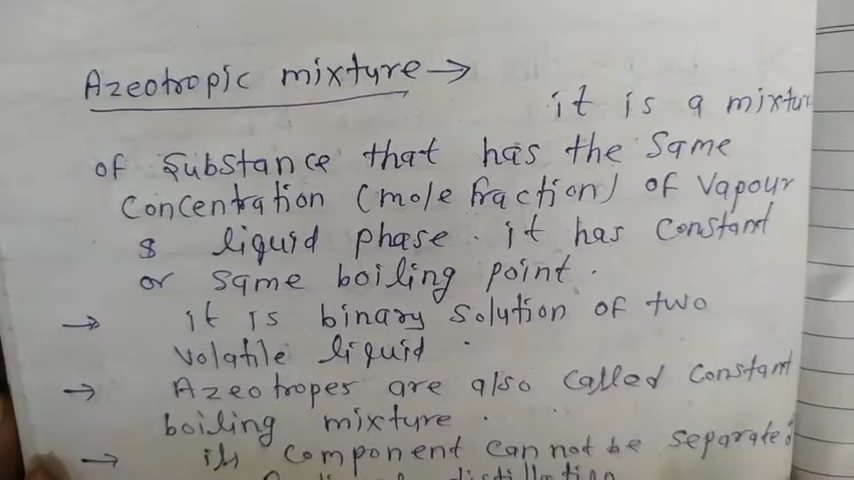 Azeotropic mixture →
it is a mixtur
of substance that has the same
concentration (mole fraction) of vapour
& liquid phase. it has constant
or same boiling point.
→ it is binary solution of two
volatile liquid.
→ Azeotropes are also called constant
boiling mixture.
→ its component can not be separated
distillation